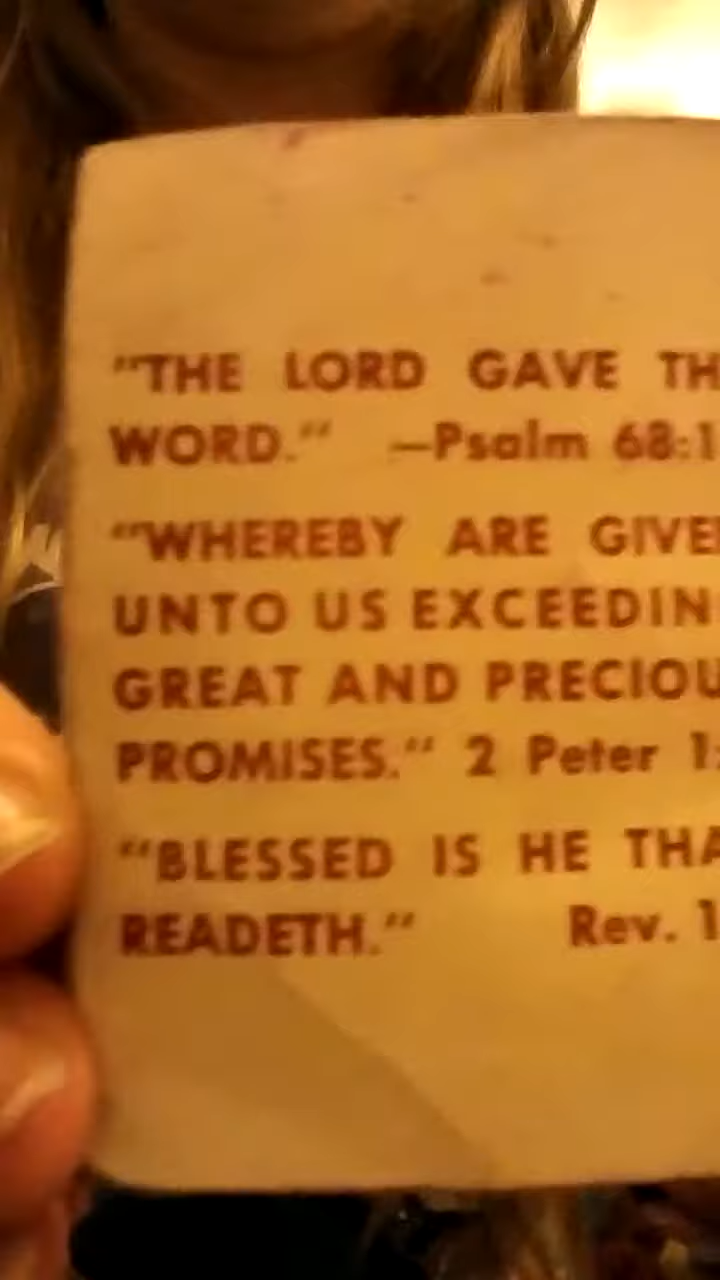 "THE LORD GAVE TH
WORD." —Psalm 68:1
"WHEREBY ARE GIVE
UNTO US EXCEEDIN
GREAT AND PRECIOU
PROMISES." 2 Peter 1:
"BLESSED IS HE THA
READETH." Rev. 1